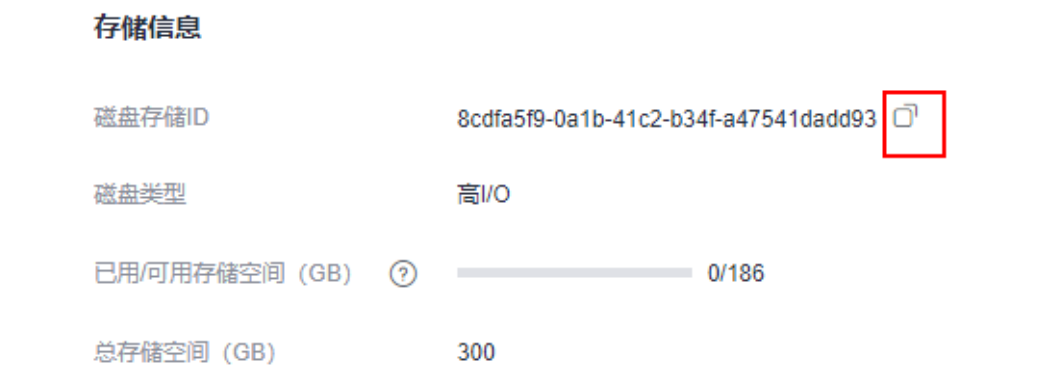 存储信息
磁盘存储ID 8cdfa5f9-0a1b-41c2-b34f-a47541dadd93
磁盘类型 高I/O
已用/可用存储空间（GB） ? 0/186
总存储空间（GB） 300